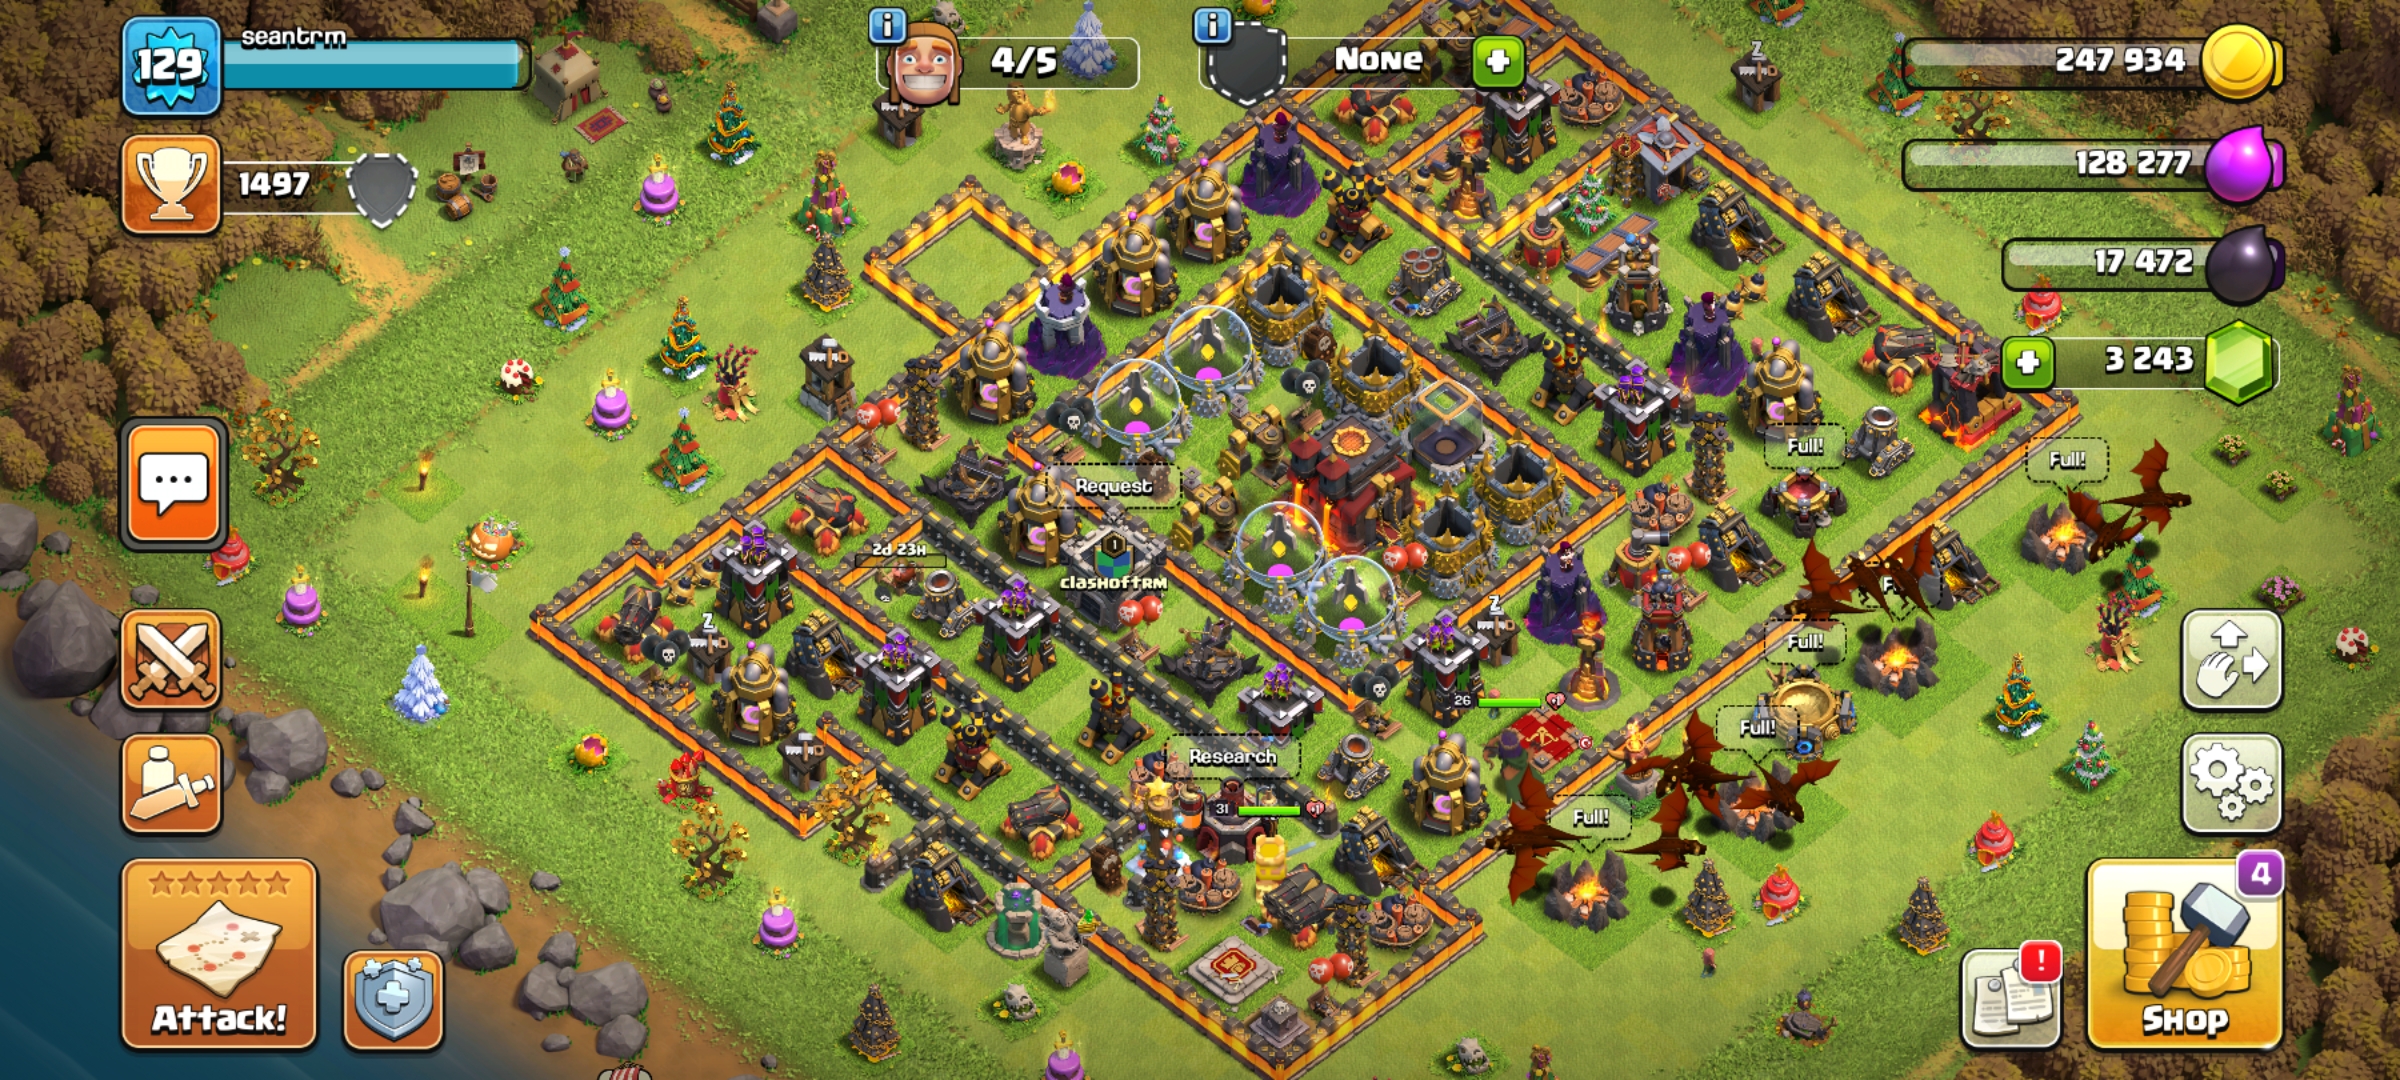 129
seantrm
4/5
None
247 934
1497
128 277
17 472
3 243
Full!
Full!
Request
2d 23H
clashoftrm
Full!
26
Full!
Research
31
Full!
4
Attack!
Shop